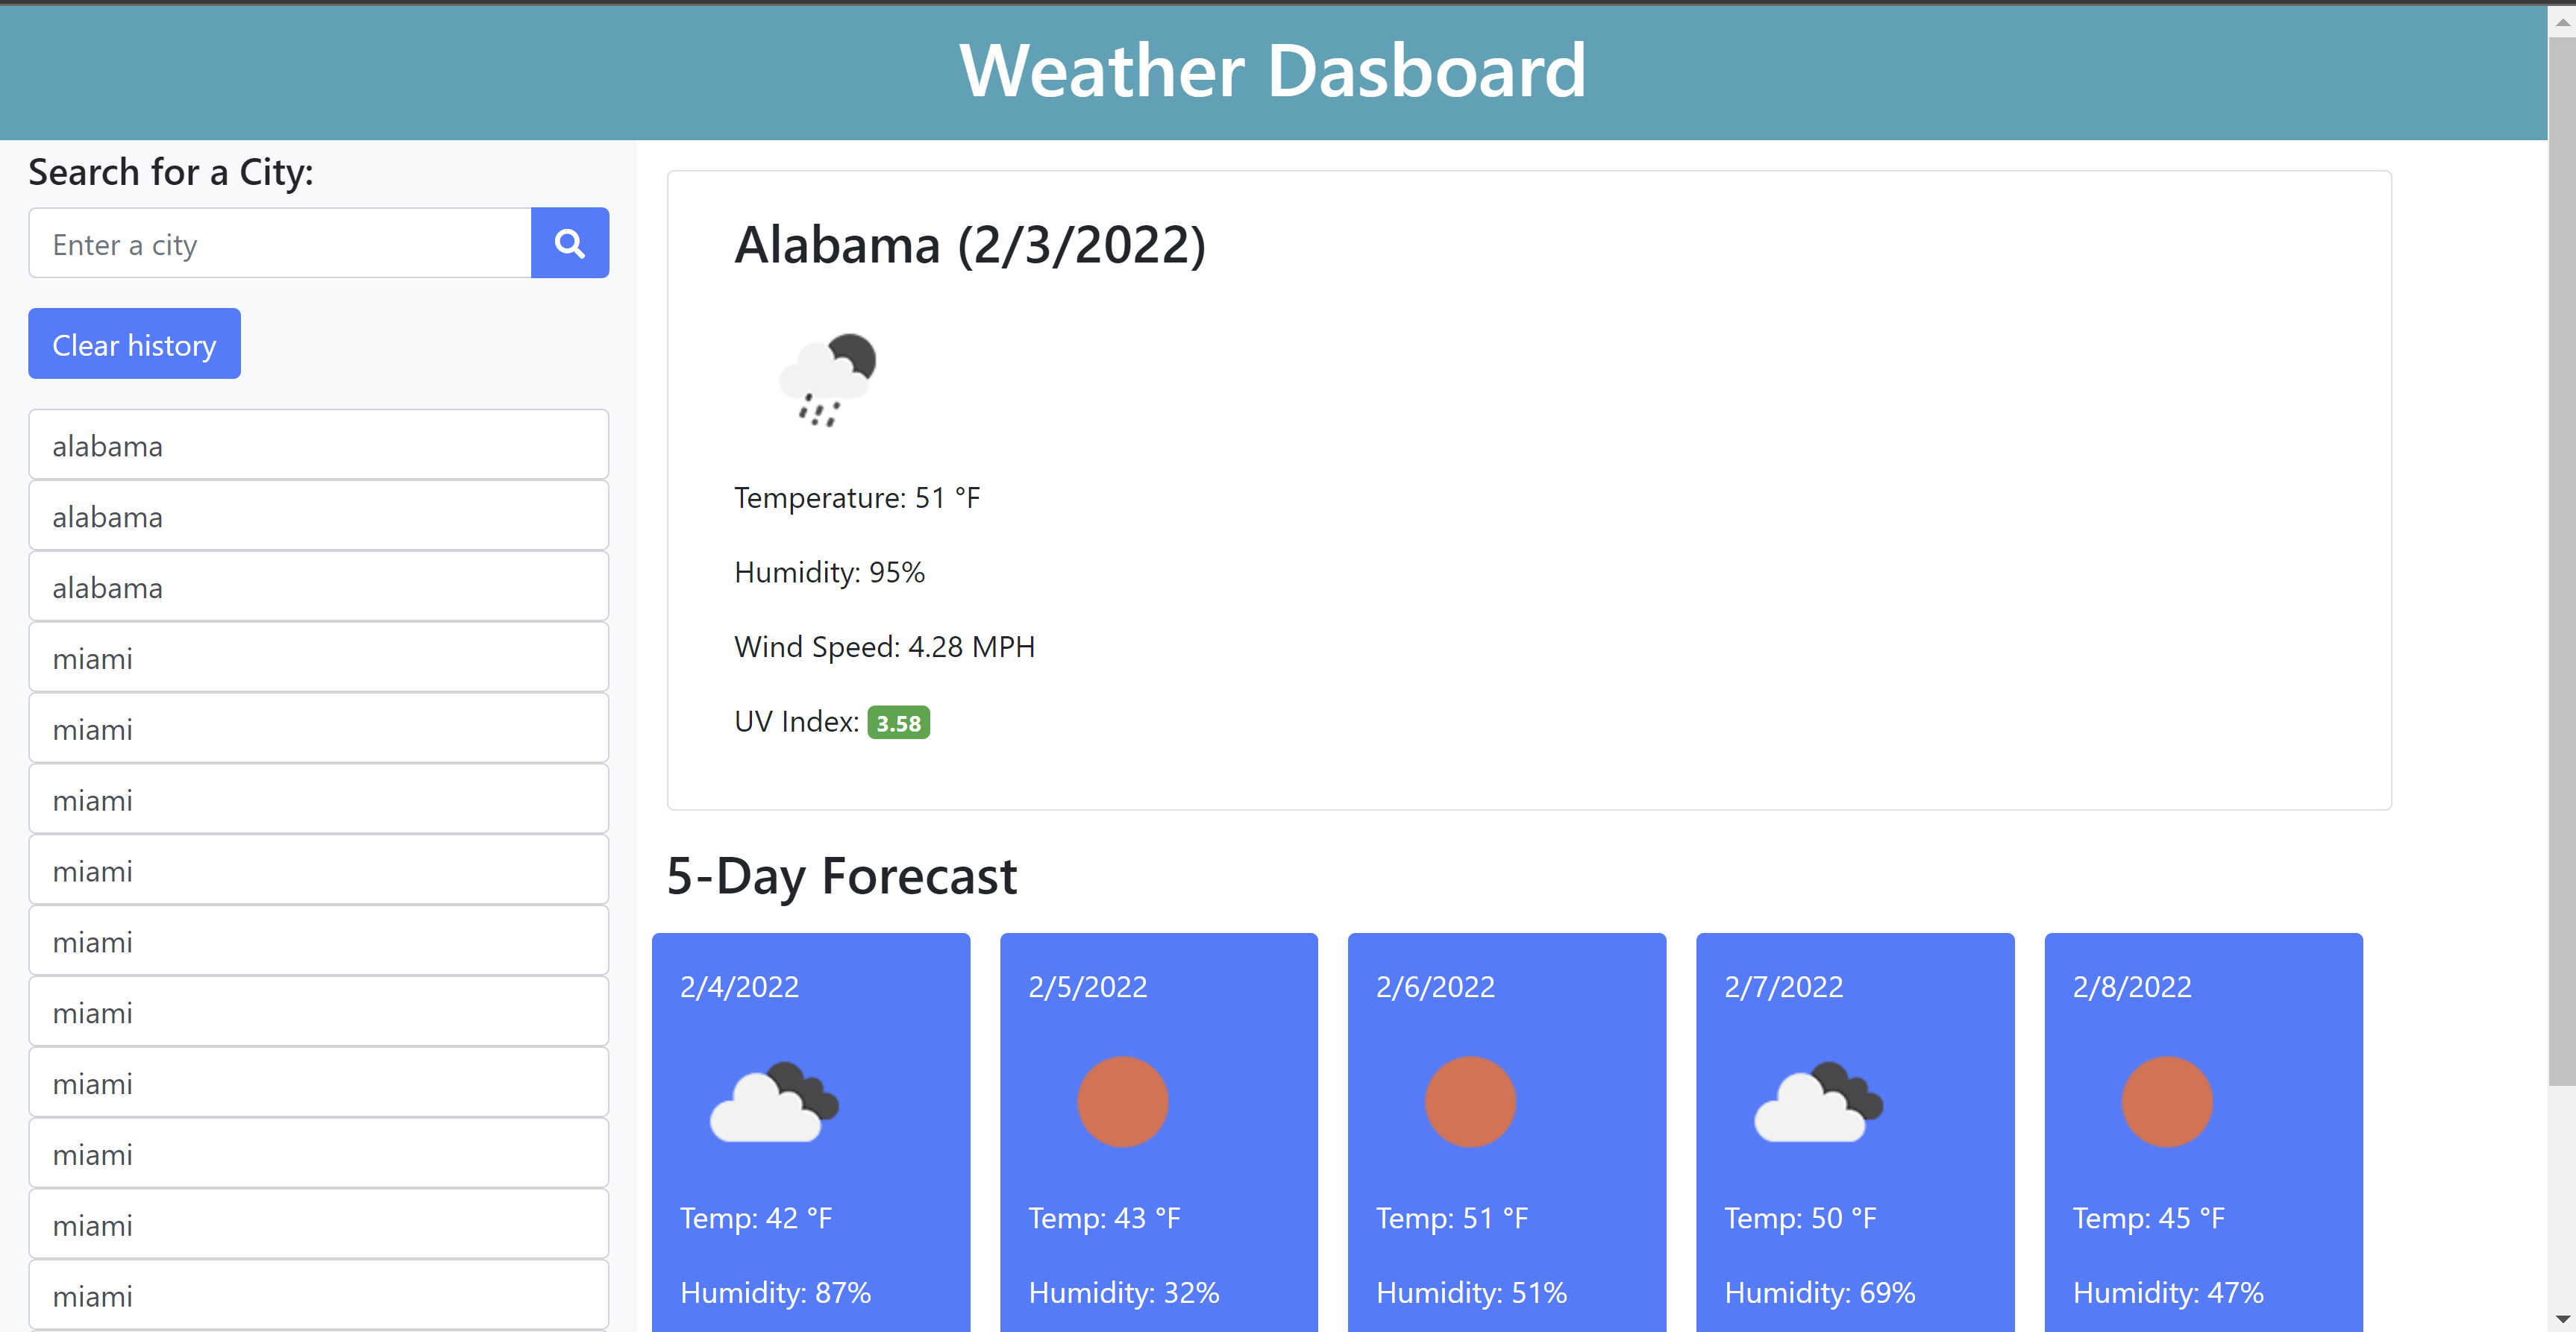 Weather Dasboard
Search for a City:
Enter a city
Clear history
alabama
alabama
alabama
miami
miami
miami
miami
miami
miami
miami
miami
miami
miami
Alabama (2/3/2022)
Temperature: 51 °F
Humidity: 95%
Wind Speed: 4.28 MPH
UV Index: 3.58
5-Day Forecast
2/4/2022
Temp: 42 °F
Humidity: 87%
2/5/2022
Temp: 43 °F
Humidity: 32%
2/6/2022
Temp: 51 °F
Humidity: 51%
2/7/2022
Temp: 50 °F
Humidity: 69%
2/8/2022
Temp: 45 °F
Humidity: 47%